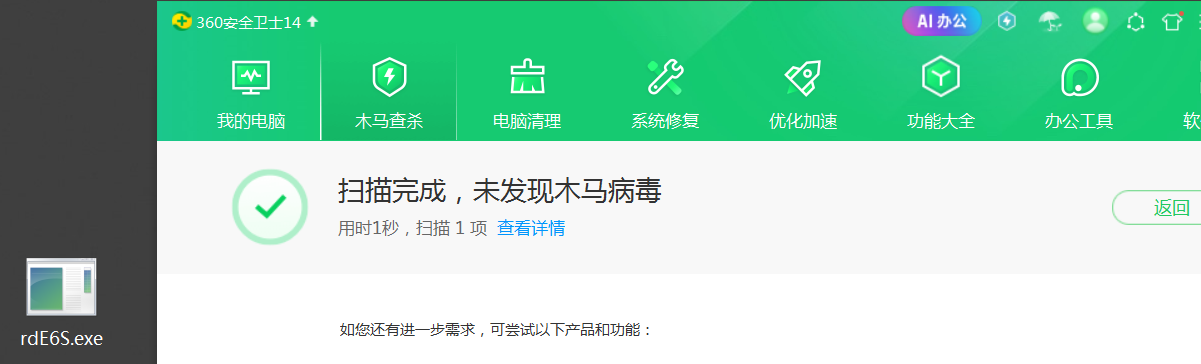 360安全卫士14
AI 办公
我的电脑
木马查杀
电脑清理
系统修复
优化加速
功能大全
办公工具
软
扫描完成，未发现木马病毒
用时1秒，扫描 1 项 查看详情
返回
rdE6S.exe
如您还有进一步需求，可尝试以下产品和功能：